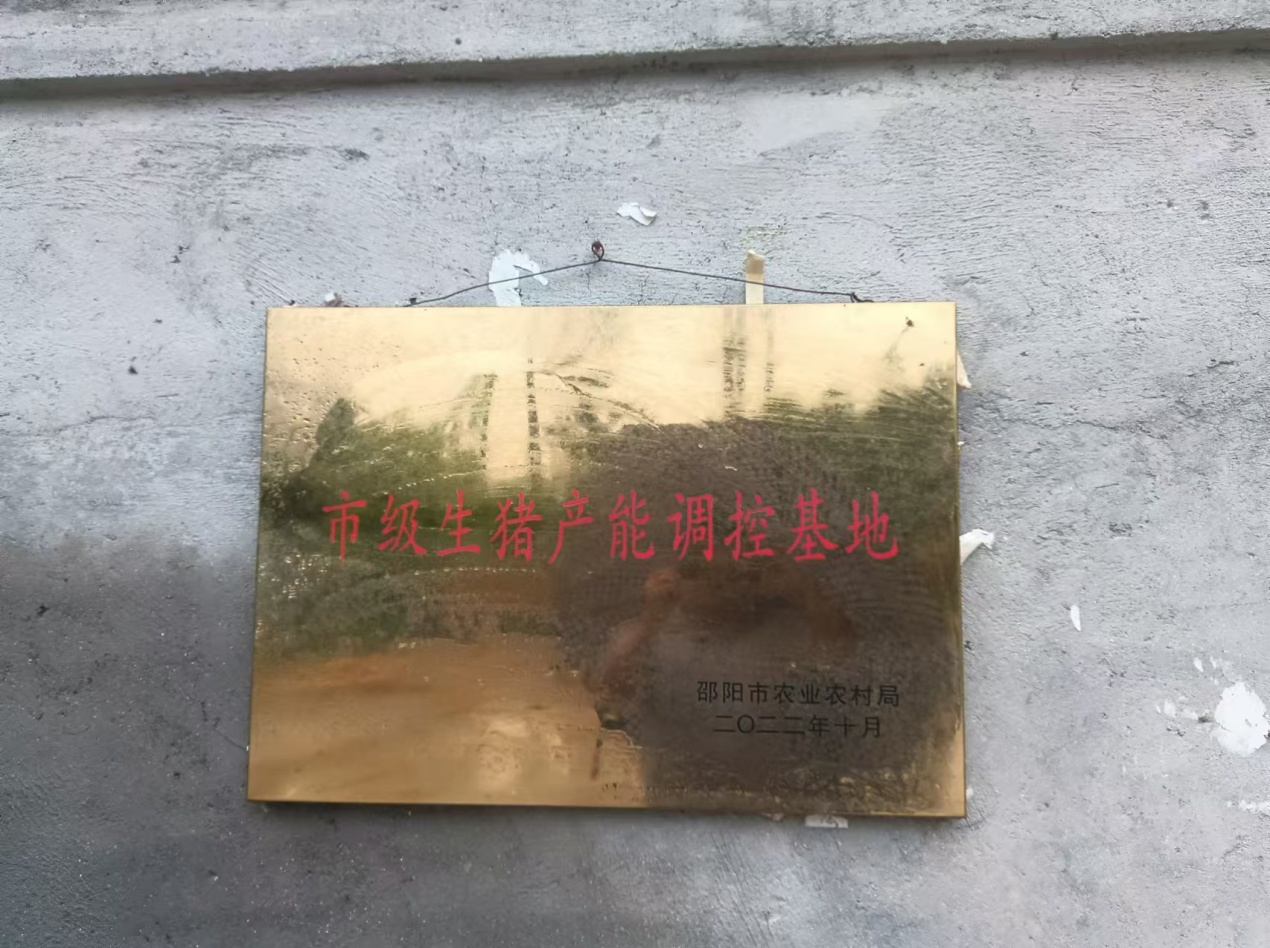 市级生猪产能调控基地
邵阳市农业农村局
二〇二二年十月